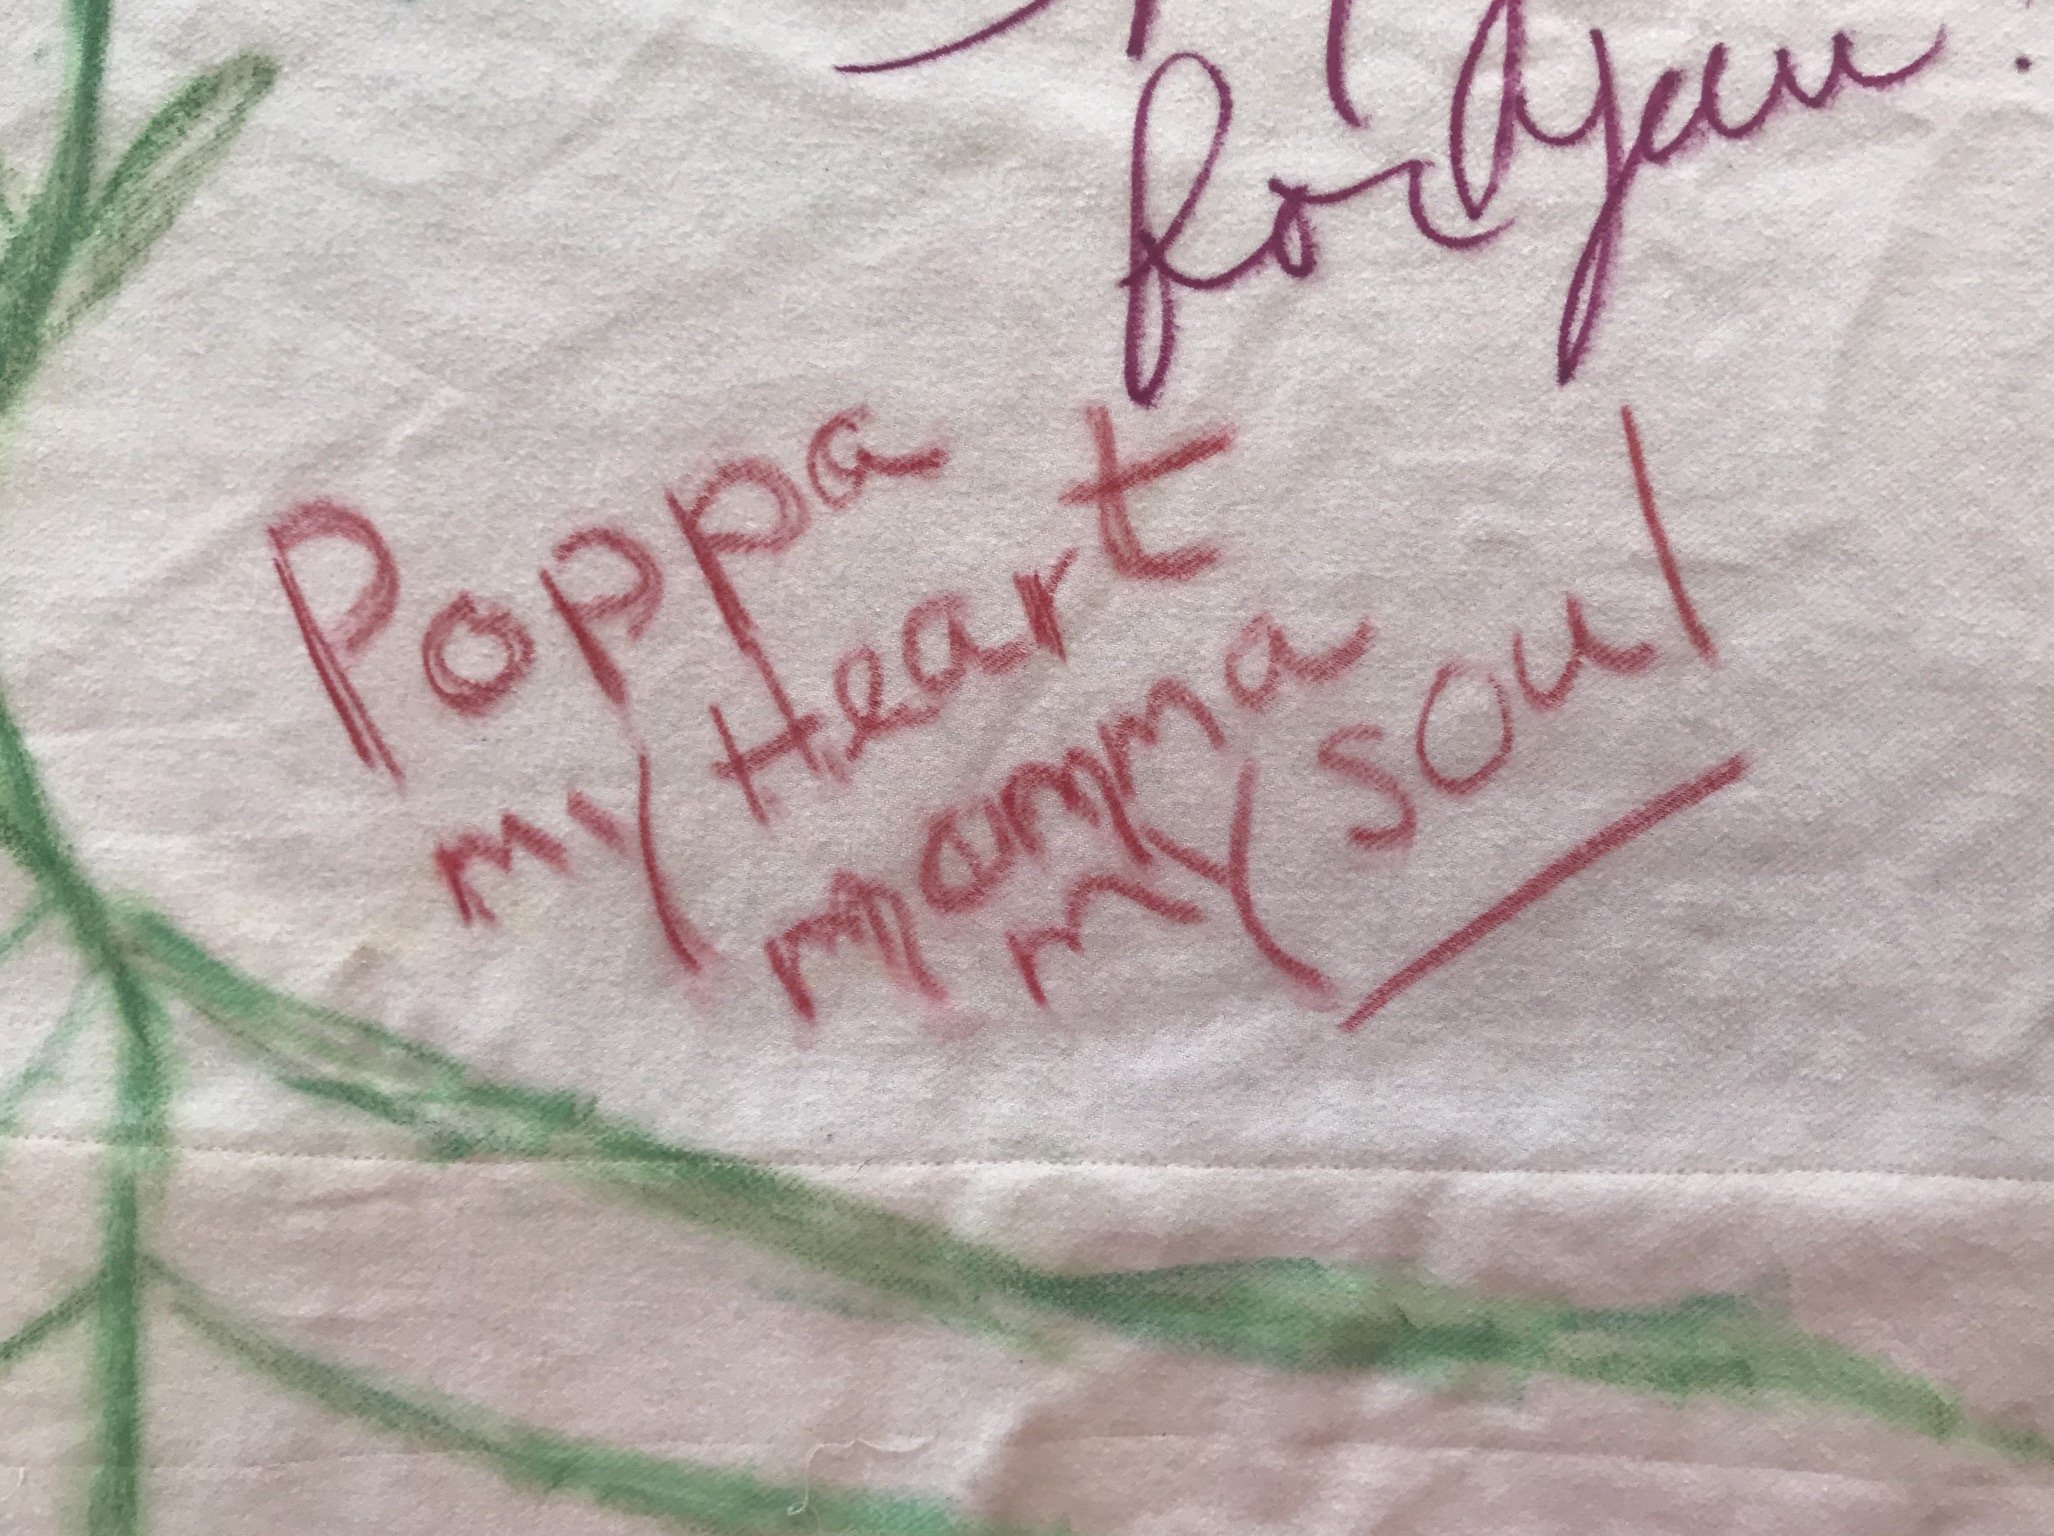 for you!
Poppa
my Heart
mamma
my soul